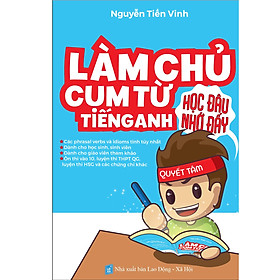 Nguyễn Tiến Vinh
LÀM CHỦ
CỤM TỪ
TIẾNG ANH
HỌC ĐÂU
NHỚ ĐẤY
Các phrasal verbs và idioms tinh túy nhất
Dành cho học sinh, sinh viên
Dành cho giáo viên tham khảo
Ôn thi vào 10, luyện thi THPT QG,
luyện thi HSG và các chứng chỉ khác
QUYẾT TÂM
Nhà xuất bản Lao Động - Xã Hội